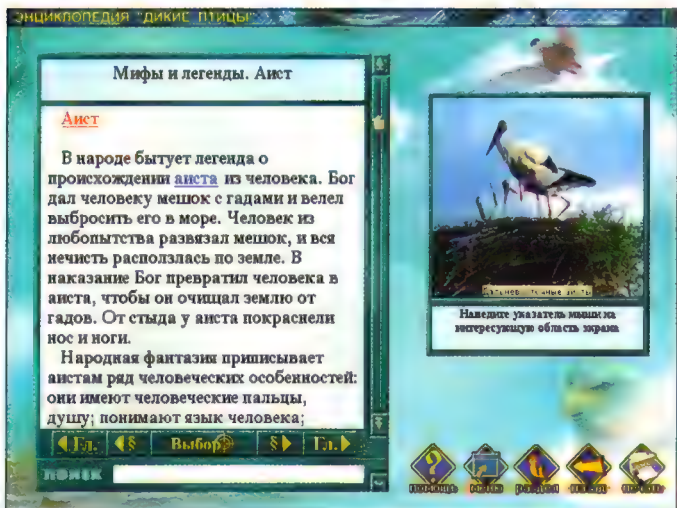 ЭНЦИКЛОПЕДИЯ "ДИКИЕ ПТИЦЫ"
Мифы и легенды. Аист
Аист
В народе бытует легенда о
происхождении аиста из человека. Бог
дал человеку мешок с гадами и велел
выбросить его в море. Человек из
любопытства развязал мешок, и вся
нечисть расползлась по земле. В
наказание Бог превратил человека в
аиста, чтобы он очищал землю от
гадов. От стыда у аиста покраснели
нос и ноги.
Народная фантазия приписывает
аистам ряд человеческих особенностей:
они имеют человеческие пальцы,
душу; понимают язык человека;
Гл. § Выбор § Гл.
ПОИСК
Наведите указатель мыши на
интересующую область экрана
помощь раздел назад